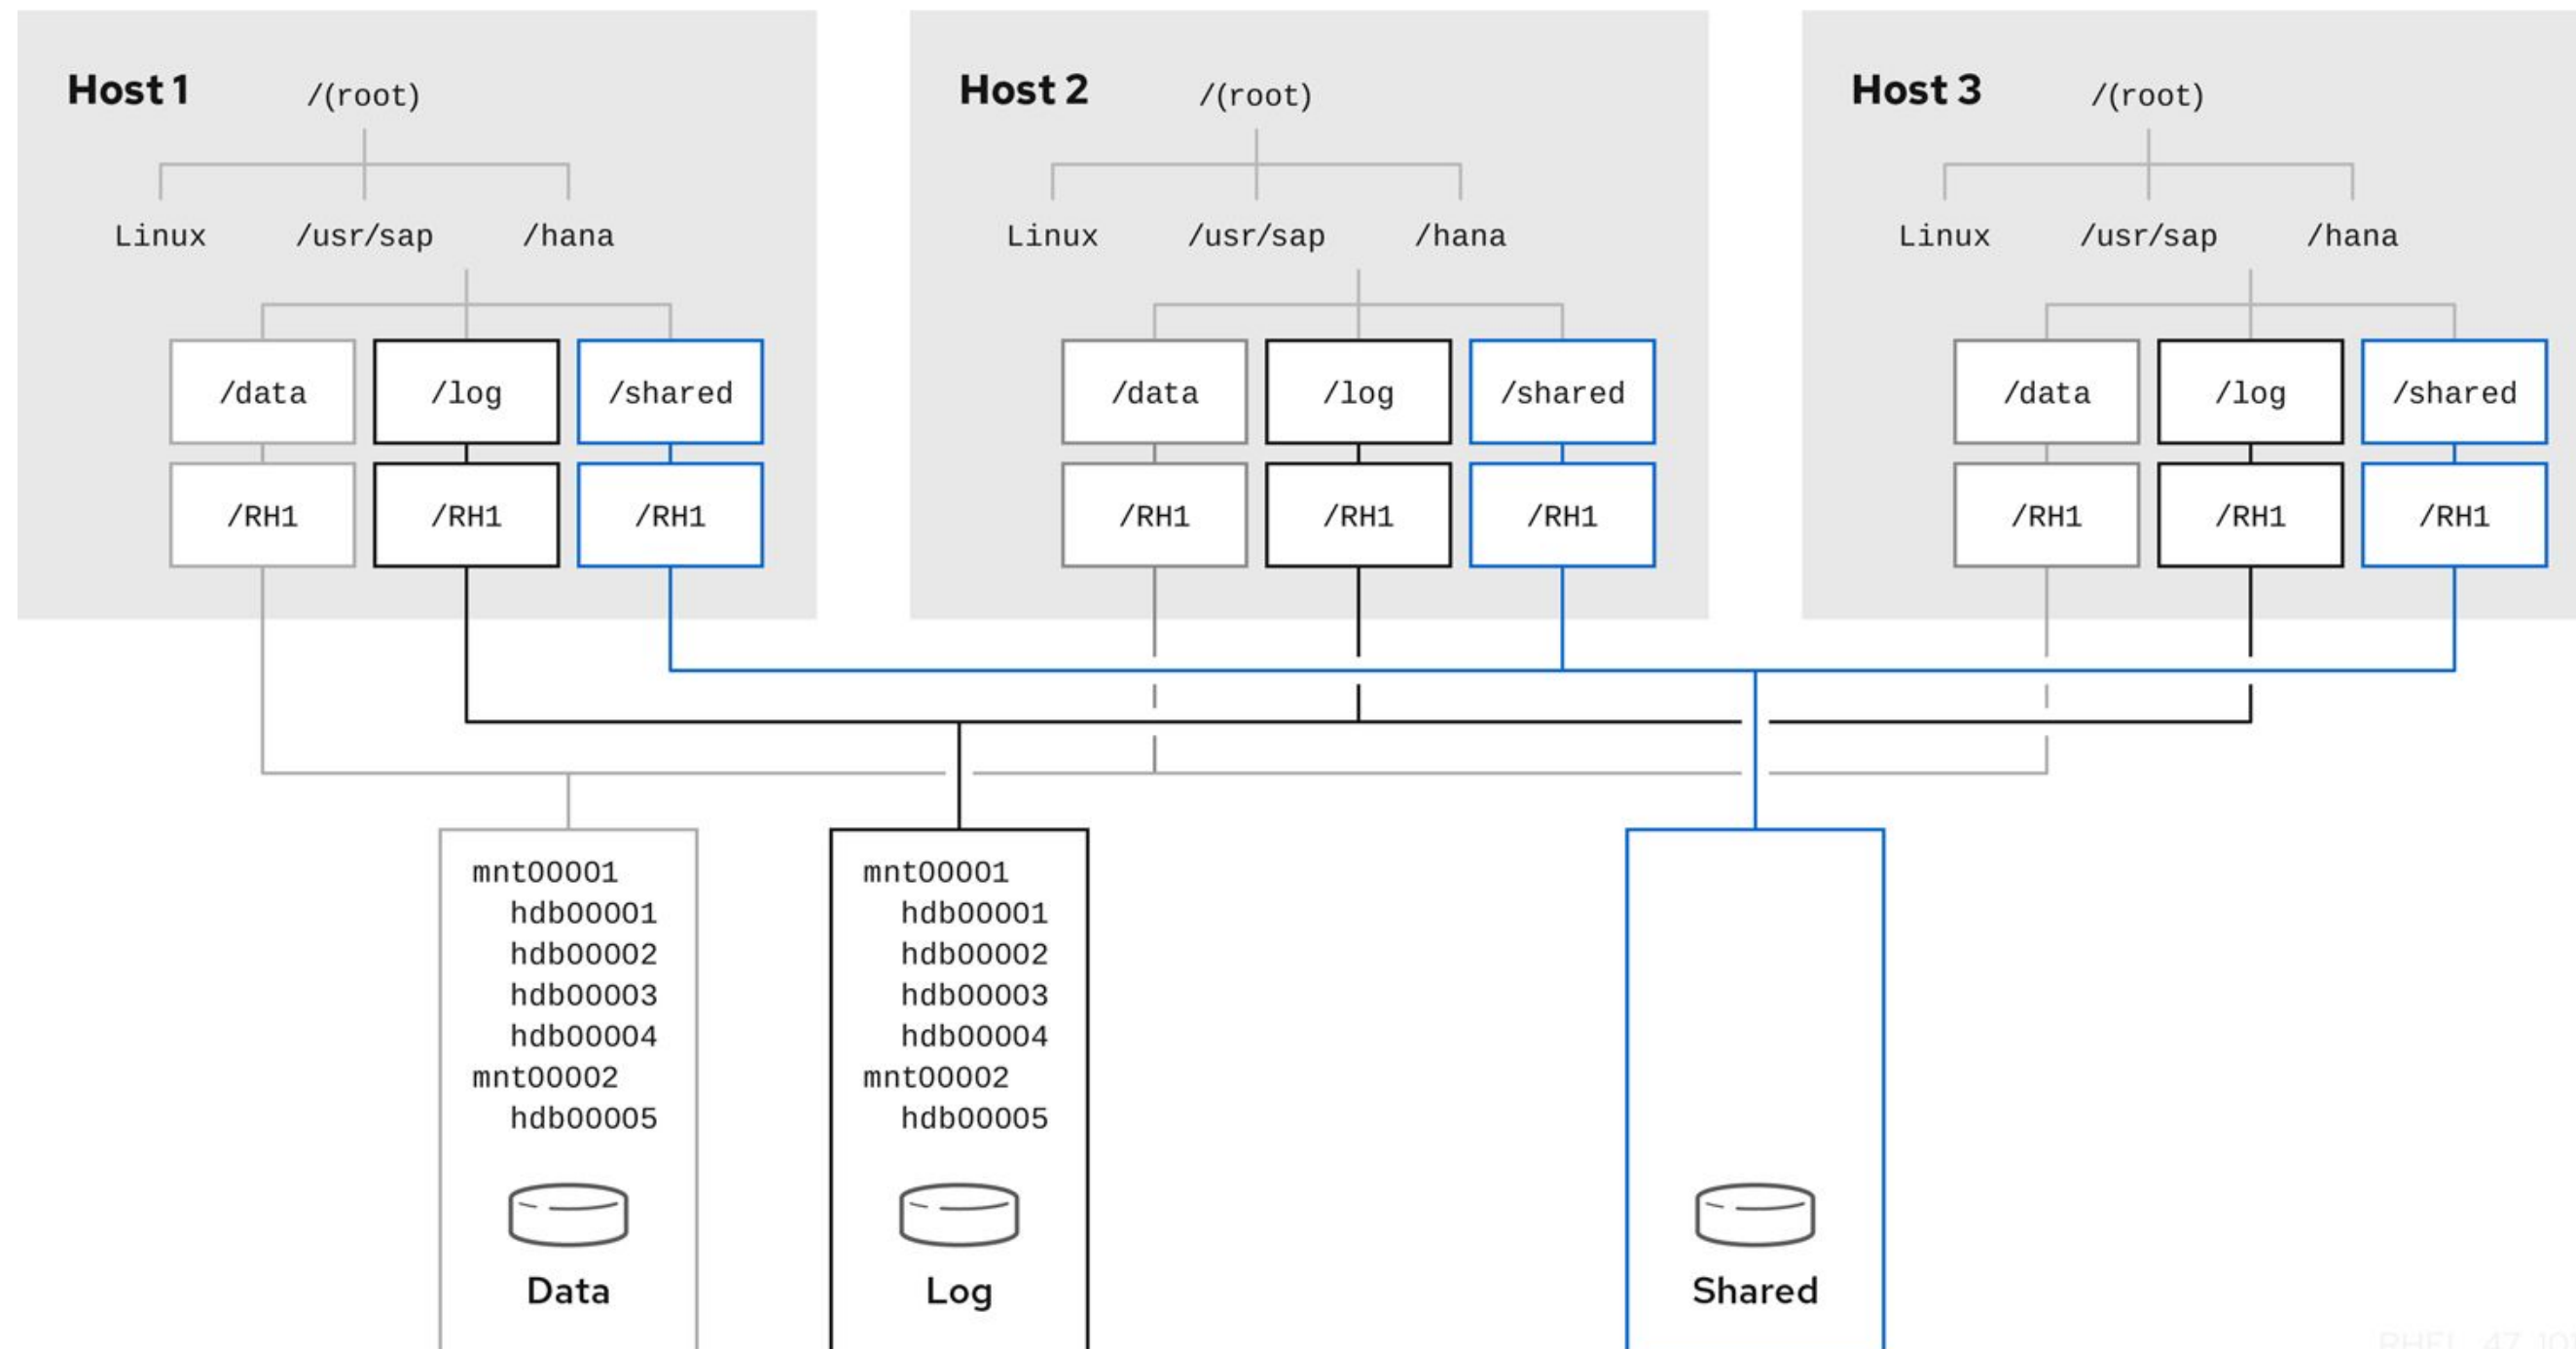 Host 1
/(root)
Linux /usr/sap /hana
/data /log /shared
/RH1 /RH1 /RH1
Host 2
/(root)
Linux /usr/sap /hana
/data /log /shared
/RH1 /RH1 /RH1
Host 3
/(root)
Linux /usr/sap /hana
/data /log /shared
/RH1 /RH1 /RH1
mnt00001
hdb00001
hdb00002
hdb00003
hdb00004
mnt00002
hdb00005
Data
mnt00001
hdb00001
hdb00002
hdb00003
hdb00004
mnt00002
hdb00005
Log
Shared